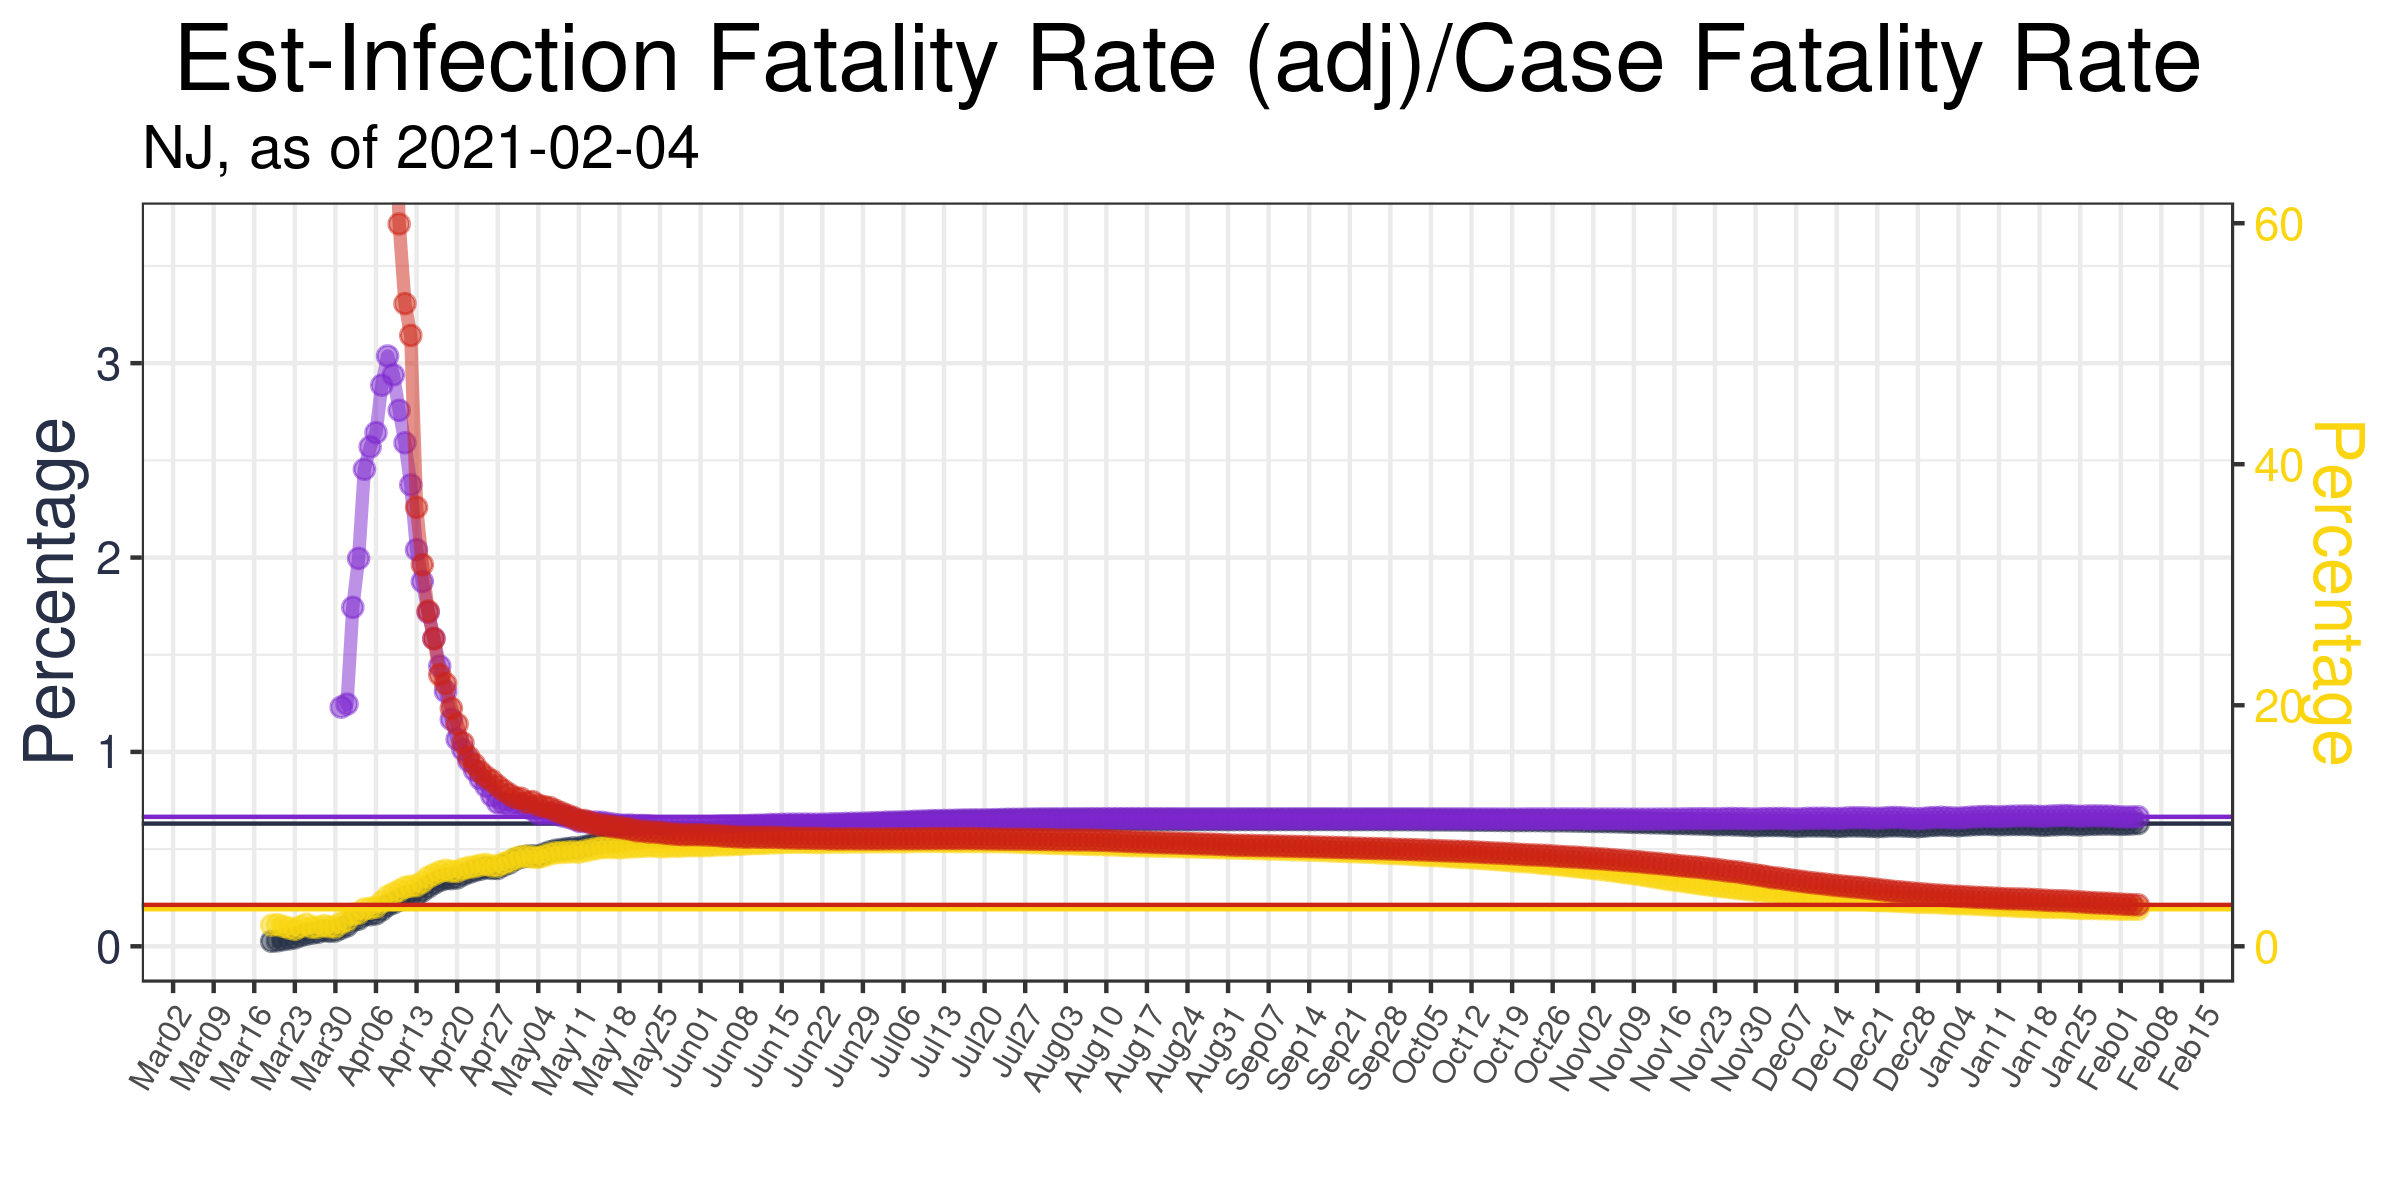 Est-Infection Fatality Rate (adj)/Case Fatality Rate
NJ, as of 2021-02-04
Percentage
3
2
1
0
60
40
20
0
Percentage
Mar02
Mar09
Mar16
Mar23
Mar30
Apr06
Apr13
Apr20
Apr27
May04
May11
May18
May25
Jun01
Jun08
Jun15
Jun22
Jun29
Jul06
Jul13
Jul20
Jul27
Aug03
Aug10
Aug17
Aug24
Aug31
Sep07
Sep14
Sep21
Sep28
Oct05
Oct12
Oct19
Oct26
Nov02
Nov09
Nov16
Nov23
Nov30
Dec07
Dec14
Dec21
Dec28
Jan04
Jan11
Jan18
Jan25
Feb01
Feb08
Feb15